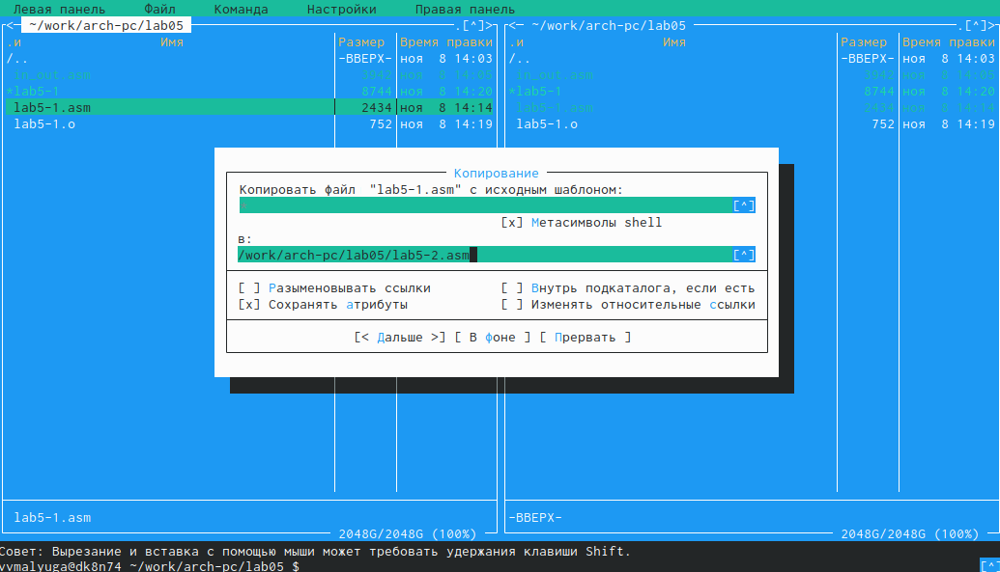 Левая панель Файл Команда Настройки Правая панель
<- ~/work/arch-pc/lab05 .[^]> <- ~/work/arch-pc/lab05 .[^]>
.и Имя Размер Время правки .и Имя Размер Время правки
/.. -ВВЕРХ- ноя 8 14:03 /.. -ВВЕРХ- ноя 8 14:03
in_out.asm 3942 ноя 8 14:05 in_out.asm 3942 ноя 8 14:05
*lab5-1 8744 ноя 8 14:20 *lab5-1 8744 ноя 8 14:20
lab5-1.asm 2434 ноя 8 14:14 lab5-1.asm 2434 ноя 8 14:14
lab5-1.o 752 ноя 8 14:19 lab5-1.o 752 ноя 8 14:19
Копирование
Копировать файл "lab5-1.asm" с исходным шаблоном:
[^]
[x] Метасимволы shell
в:
/work/arch-pc/lab05/lab5-2.asm [^]
[ ] Разыменовывать ссылки [ ] Внутрь подкаталога, если есть
[x] Сохранять атрибуты [ ] Изменять относительные ссылки
[< Дальше >] [ В фоне ] [ Прервать ]
lab5-1.asm -ВВЕРХ-
2048G/2048G (100%) 2048G/2048G (100%)
Совет: Вырезание и вставка с помощью мыши может требовать удержания клавиши Shift.
vvmalyuga@dk8n74 ~/work/arch-pc/lab05 $ [^]